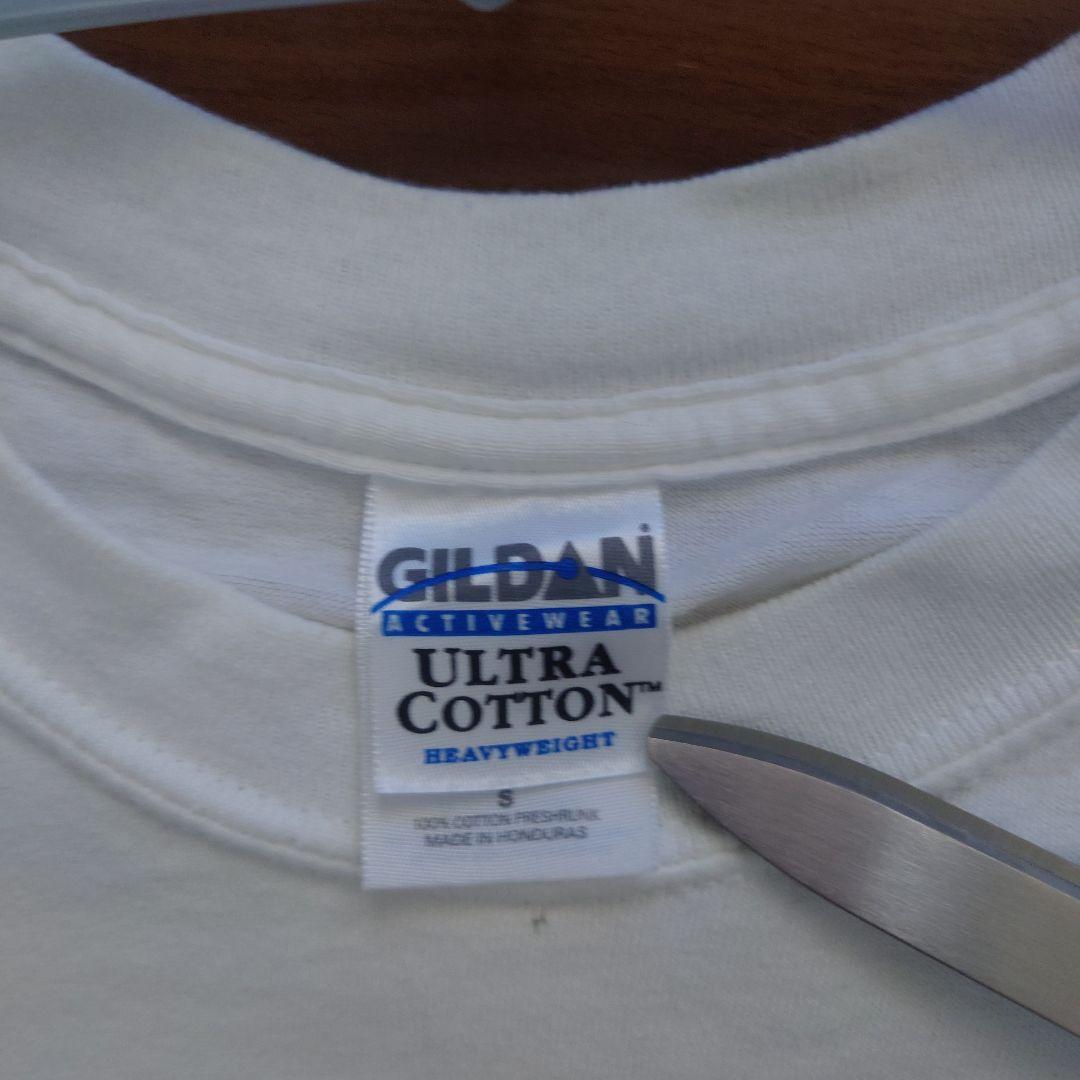 GILDAN
ACTIVEWEAR
ULTRA
COTTON™
HEAVYWEIGHT
S
100% COTTON PRESHRUNK
MADE IN HONDURAS